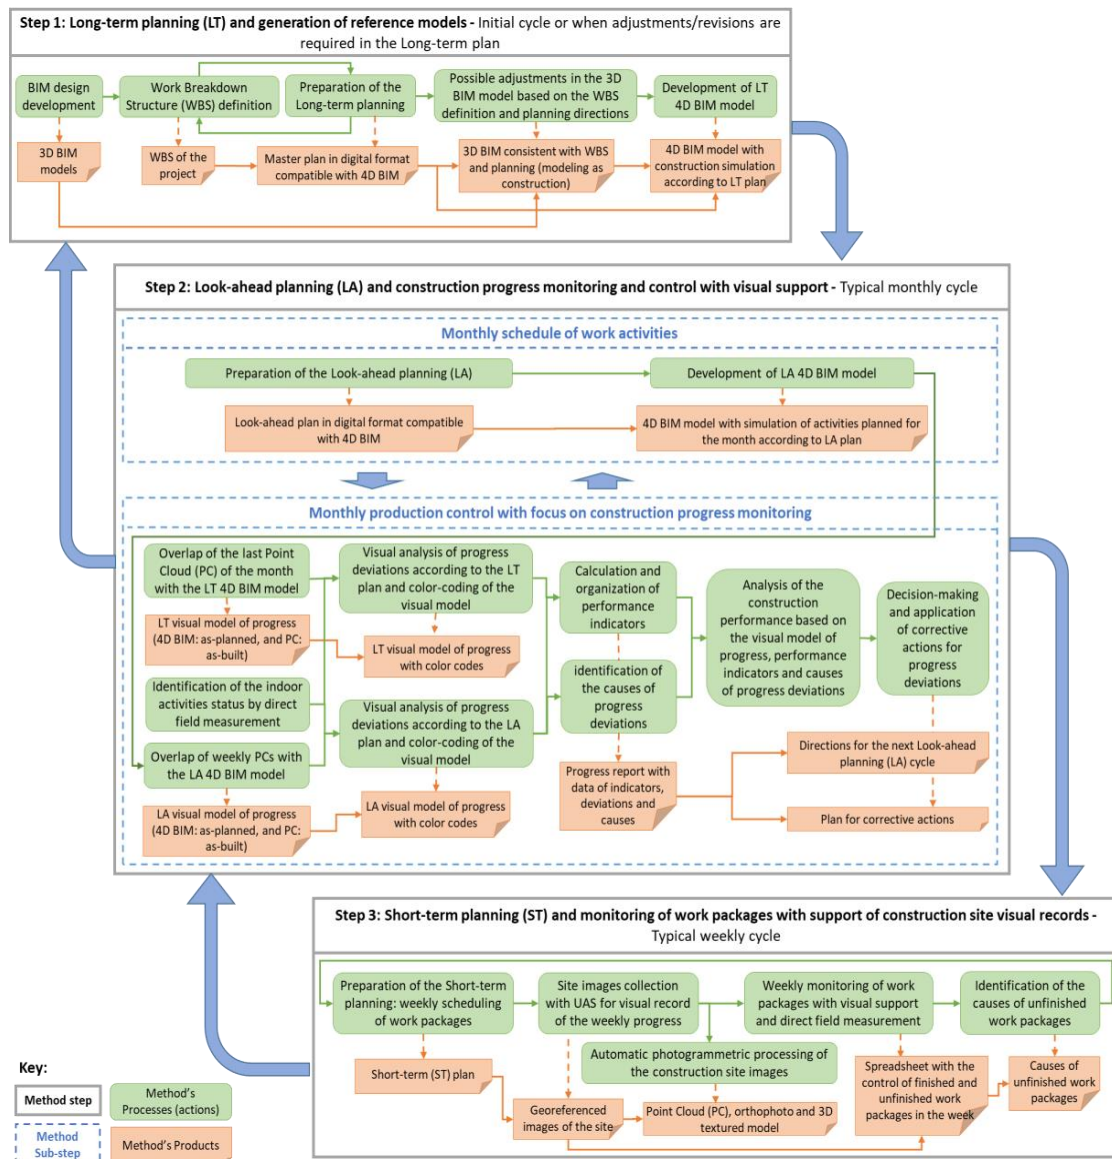 Step 1: Long-term planning (LT) and generation of reference models - Initial cycle or when adjustments/revisions are
required in the Long-term plan
BIM design
development
Work Breakdown
Structure (WBS) definition
Preparation of the
Long-term planning
Possible adjustments in the 3D
BIM model based on the WBS
definition and planning directions
Development of LT
4D BIM model
3D BIM
models
WBS of the
project
Master plan in digital format
compatible with 4D BIM
3D BIM consistent with WBS
and planning (modeling as
construction)
4D BIM model with
construction simulation
according to LT plan
Step 2: Look-ahead planning (LA) and construction progress monitoring and control with visual support - Typical monthly cycle
Monthly schedule of work activities
Preparation of the Look-ahead planning (LA)
Development of LA 4D BIM model
Look-ahead plan in digital format compatible
with 4D BIM
4D BIM model with simulation of activities planned for
the month according to LA plan
Monthly production control with focus on construction progress monitoring
Overlap of the last Point
Cloud (PC) of the month
with the LT 4D BIM model
Visual analysis of progress
deviations according to the LT
plan and color-coding of the
visual model
Calculation and
organization of
performance
indicators
Analysis of the
construction
performance based on
the visual model of
progress, performance
indicators and causes of
progress deviations
Decision-making
and application
of corrective
actions for
progress
deviations
LT visual model of progress
(4D BIM: as-planned, and PC:
as-built)
LT visual model of progress
with color codes
Identification of the indoor
activities status by direct
field measurement
identification of
the causes of
progress
deviations
Visual analysis of progress
deviations according to the LA
plan and color-coding of the
visual model
Overlap of weekly PCs with
the LA 4D BIM model
Directions for the next Look-ahead
planning (LA) cycle
Progress report with
data of indicators,
deviations and
causes
LA visual model of progress
(4D BIM: as-planned, and PC:
as-built)
LA visual model of progress
with color codes
Plan for corrective actions
Step 3: Short-term planning (ST) and monitoring of work packages with support of construction site visual records -
Typical weekly cycle
Preparation of the Short-term
planning: weekly scheduling
of work packages
Site images collection
with UAS for visual record
of the weekly progress
Weekly monitoring of work
packages with visual support
and direct field measurement
Identification of the
causes of unfinished
work packages
Automatic photogrammetric processing of
the construction site images
Short-term (ST) plan
Georeferenced
images of the site
Point Cloud (PC), orthophoto and 3D
textured model
Spreadsheet with the
control of finished and
unfinished work
packages in the week
Causes of
unfinished work
packages
Key:
Method step
Method's
Processes (actions)
Method
Sub-step
Method's Products